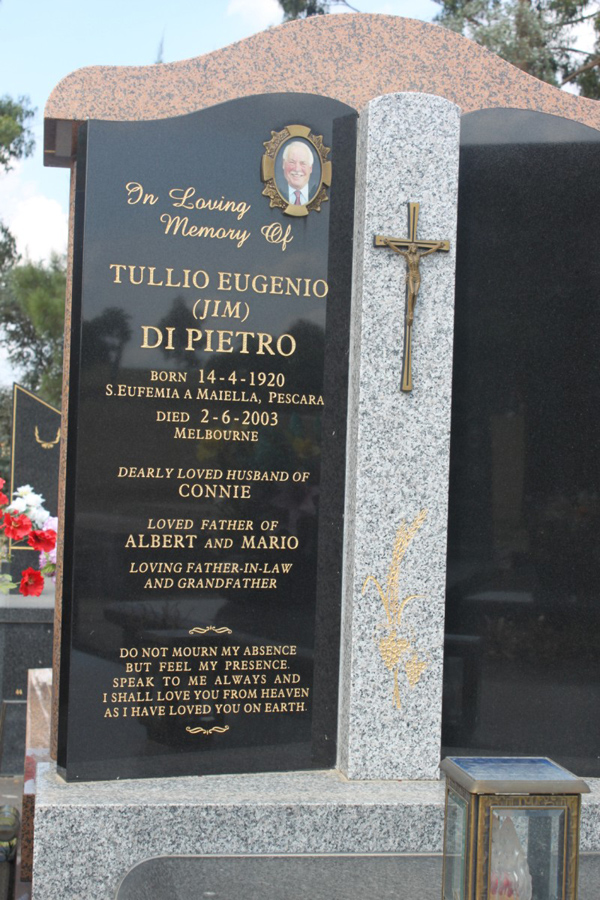 In Loving
Memory Of
TULLIO EUGENIO
(JIM)
DI PIETRO
BORN 14-4-1920
S.EUFEMIA A MAIELLA, PESCARA
DIED 2-6-2003
MELBOURNE
DEARLY LOVED HUSBAND OF
CONNIE
LOVED FATHER OF
ALBERT AND MARIO
LOVING FATHER-IN-LAW
AND GRANDFATHER
DO NOT MOURN MY ABSENCE
BUT FEEL MY PRESENCE.
SPEAK TO ME ALWAYS AND
I SHALL LOVE YOU FROM HEAVEN
AS I HAVE LOVED YOU ON EARTH.